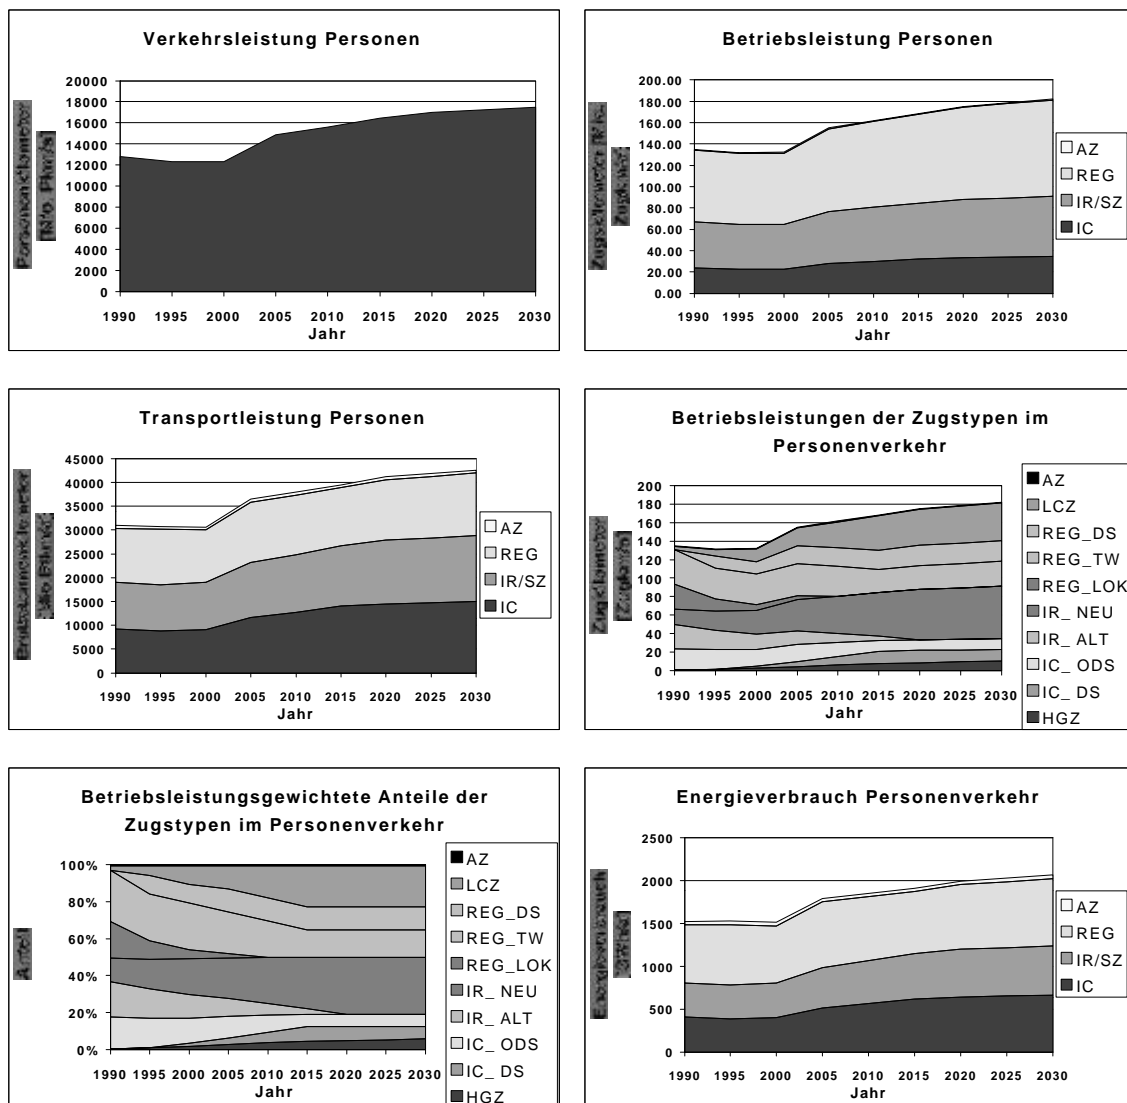 Verkehrsleistung Personen
20000
18000
16000
14000
12000
10000
8000
6000
4000
2000
0
1990 1995 2000 2005 2010 2015 2020 2025 2030
Jahr
Betriebsleistung Personen
200.00
180.00
160.00
140.00
120.00
100.00
80.00
60.00
40.00
20.00
0.00
1990 1995 2000 2005 2010 2015 2020 2025 2030
Jahr
AZ
REG
IR/SZ
IC
Transportleistung Personen
45000
40000
35000
30000
25000
20000
15000
10000
5000
0
1990 1995 2000 2005 2010 2015 2020 2025 2030
Jahr
AZ
REG
IR/SZ
IC
Betriebsleistungen der Zugstypen im
Personenverkehr
200
180
160
140
120
100
80
60
40
20
0
1990 1995 2000 2005 2010 2015 2020 2025 2030
Jahr
AZ
LCZ
REG_DS
REG_TW
REG_LOK
IR_ NEU
IR_ ALT
IC_ ODS
IC_ DS
HGZ
Betriebsleistungsgewichtete Anteile der
Zugstypen im Personenverkehr
Anteil
100%
80%
60%
40%
20%
0%
1990 1995 2000 2005 2010 2015 2020 2025 2030
Jahr
AZ
LCZ
REG_DS
REG_TW
REG_LOK
IR_ NEU
IR_ ALT
IC_ ODS
IC_ DS
HGZ
Energieverbrauch Personenverkehr
Energieverbrauch
2500
2000
1500
1000
500
0
1990 1995 2000 2005 2010 2015 2020 2025 2030
Jahr
AZ
REG
IR/SZ
IC